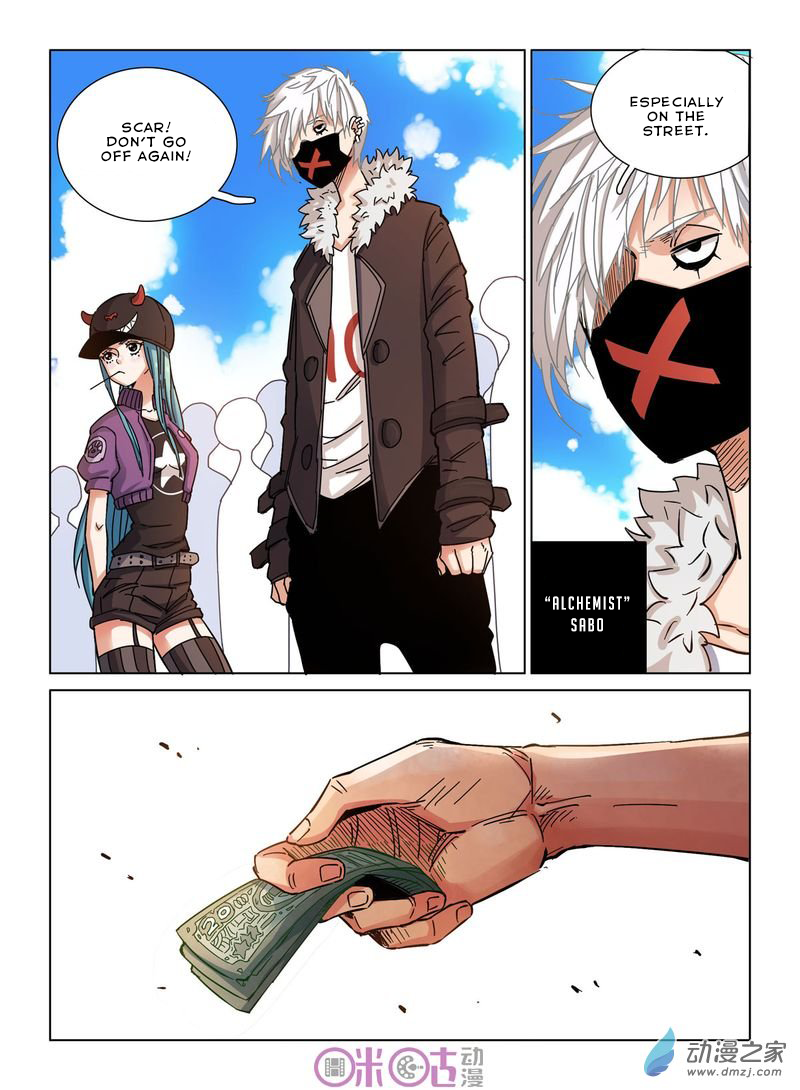 SCAR!
DON'T GO
OFF AGAIN!
ESPECIALLY
ON THE
STREET.
"ALCHEMIST"
SABO
20
咪咕动漫
动漫之家
www.dmzj.com